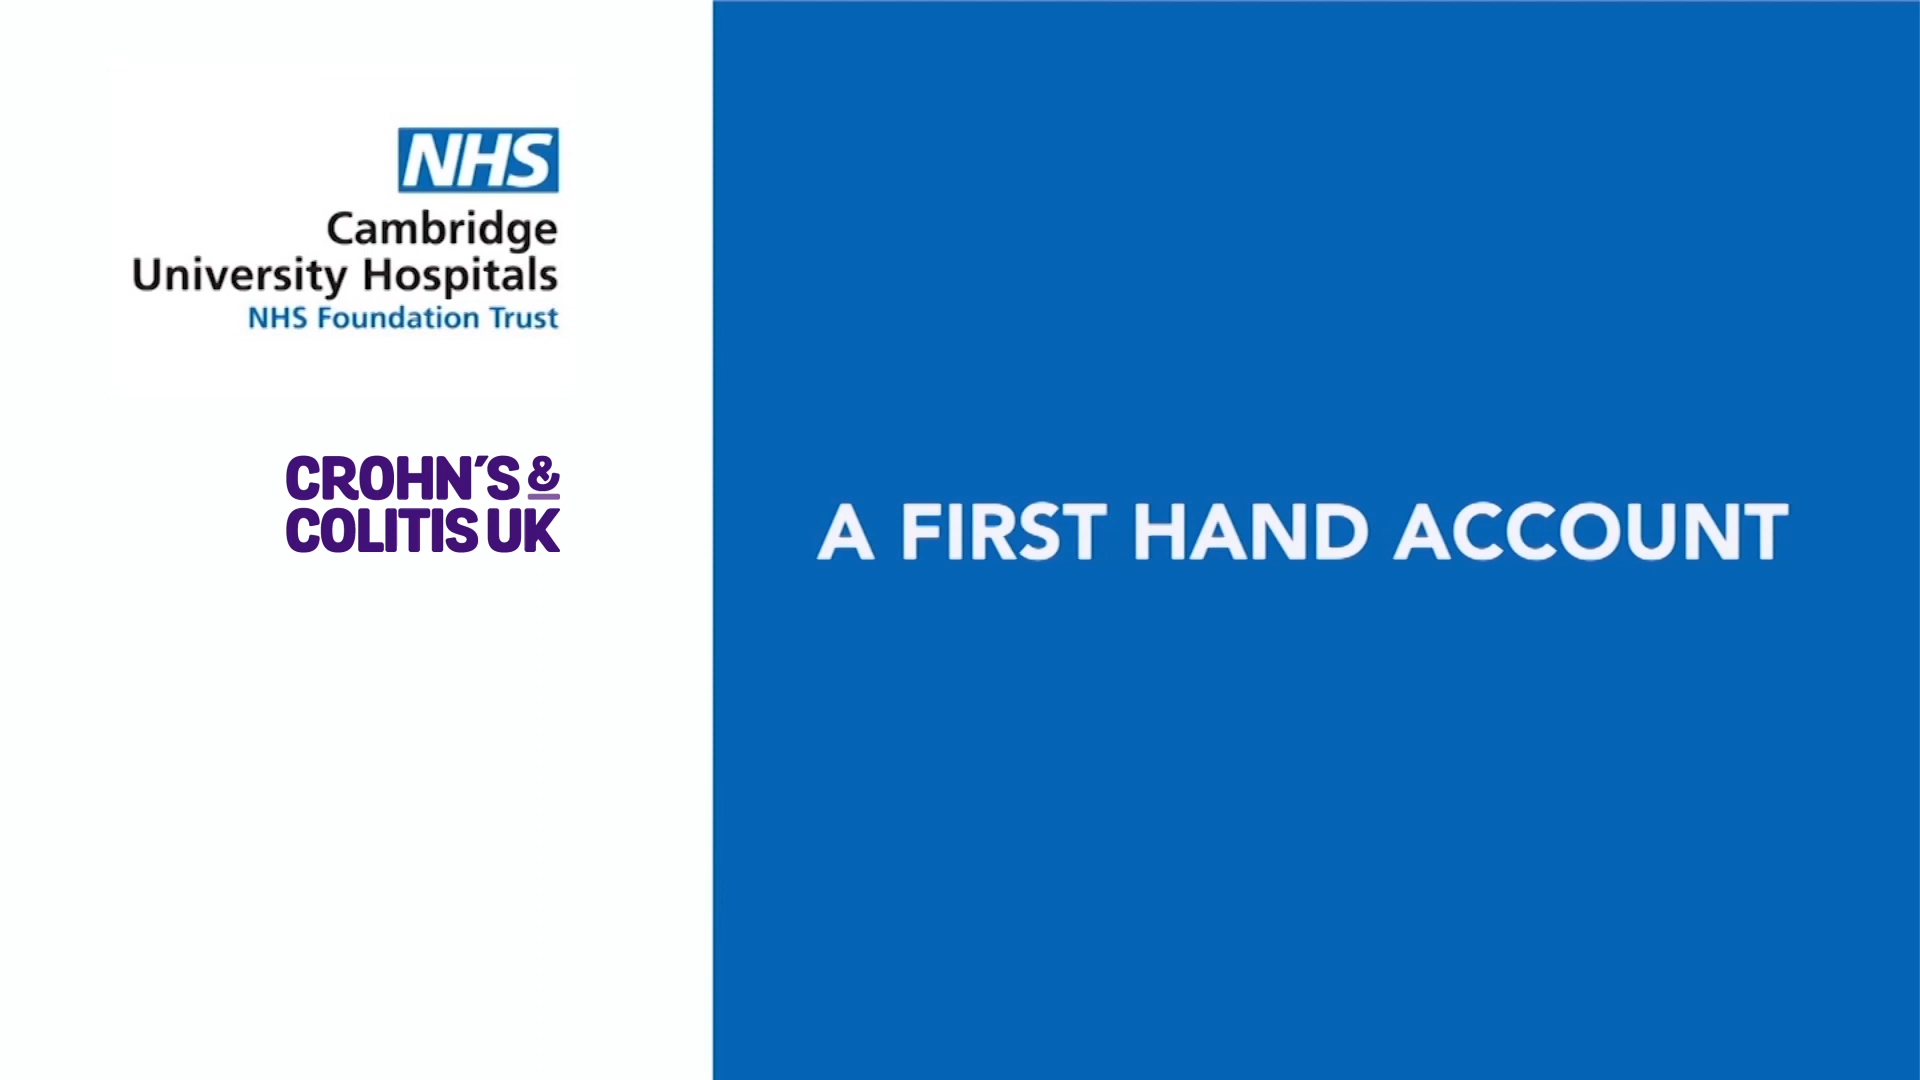 NHS
Cambridge
University Hospitals
NHS Foundation Trust
CROHN'S &
COLITIS UK
A FIRST HAND ACCOUNT